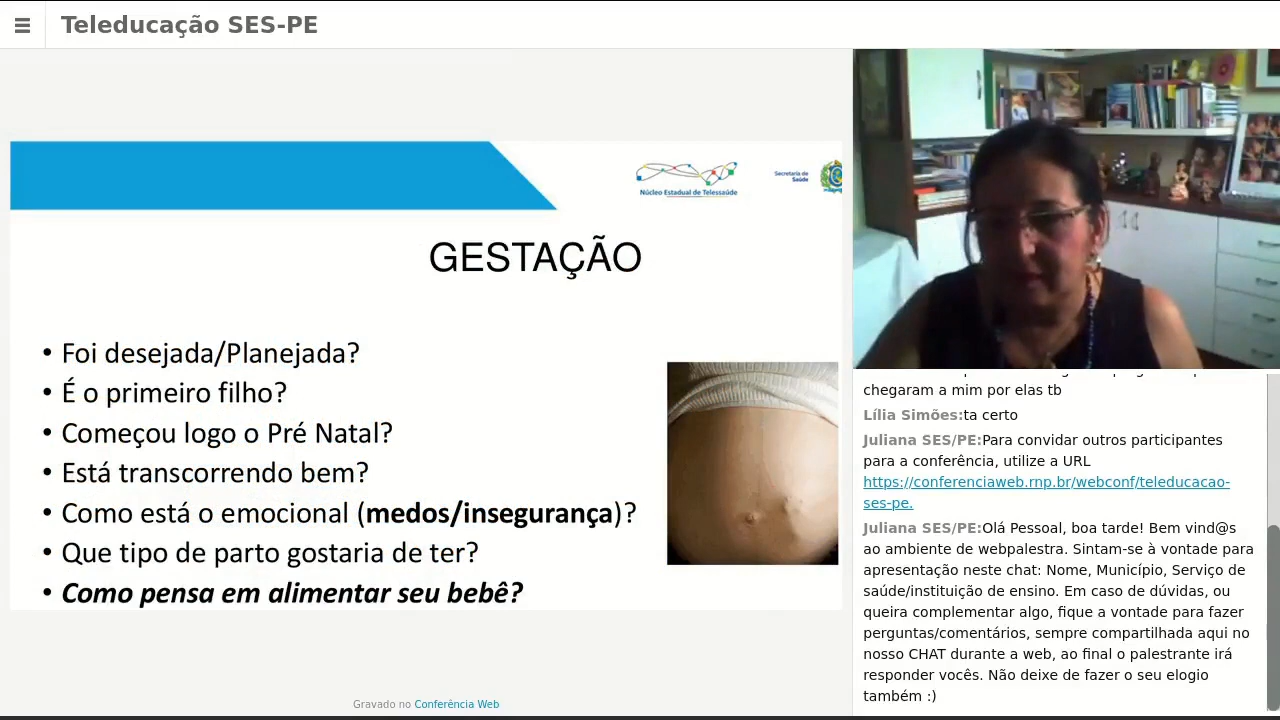 Teleducação SES-PE
Núcleo Estadual de Telessaúde
Secretaria de
Saúde
GESTAÇÃO
• Foi desejada/Planejada?
• É o primeiro filho?
• Começou logo o Pré Natal?
• Está transcorrendo bem?
• Como está o emocional (medos/insegurança)?
• Que tipo de parto gostaria de ter?
• Como pensa em alimentar seu bebê?
Gravado no Conferência Web
chegaram a mim por elas tb
Lília Simões:ta certo
Juliana SES/PE:Para convidar outros participantes
para a conferência, utilize a URL
https://conferenciaweb.rnp.br/webconf/teleducacao-
ses-pe.
Juliana SES/PE:Olá Pessoal, boa tarde! Bem vind@s
ao ambiente de webpalestra. Sintam-se à vontade para
apresentação neste chat: Nome, Município, Serviço de
saúde/instituição de ensino. Em caso de dúvidas, ou
queira complementar algo, fique a vontade para fazer
perguntas/comentários, sempre compartilhada aqui no
nosso CHAT durante a web, ao final o palestrante irá
responder vocês. Não deixe de fazer o seu elogio
também :)